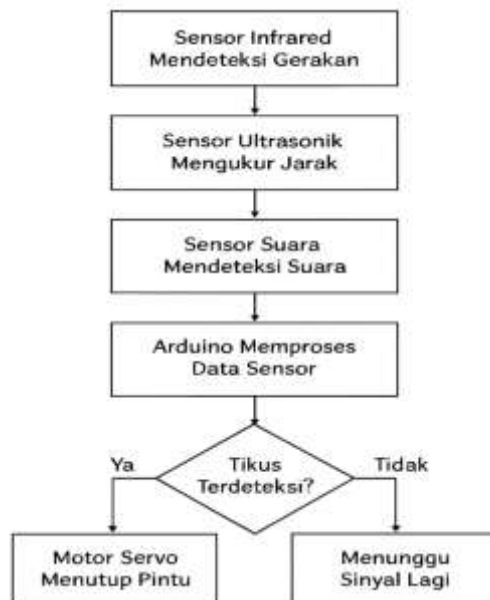 Sensor Infrared
Mendeteksi Gerakan
Sensor Ultrasonik
Mengukur Jarak
Sensor Suara
Mendeteksi Suara
Arduino Memproses
Data Sensor
Tikus
Terdeteksi?
Ya
Tidak
Motor Servo
Menutup Pintu
Menunggu
Sinyal Lagi